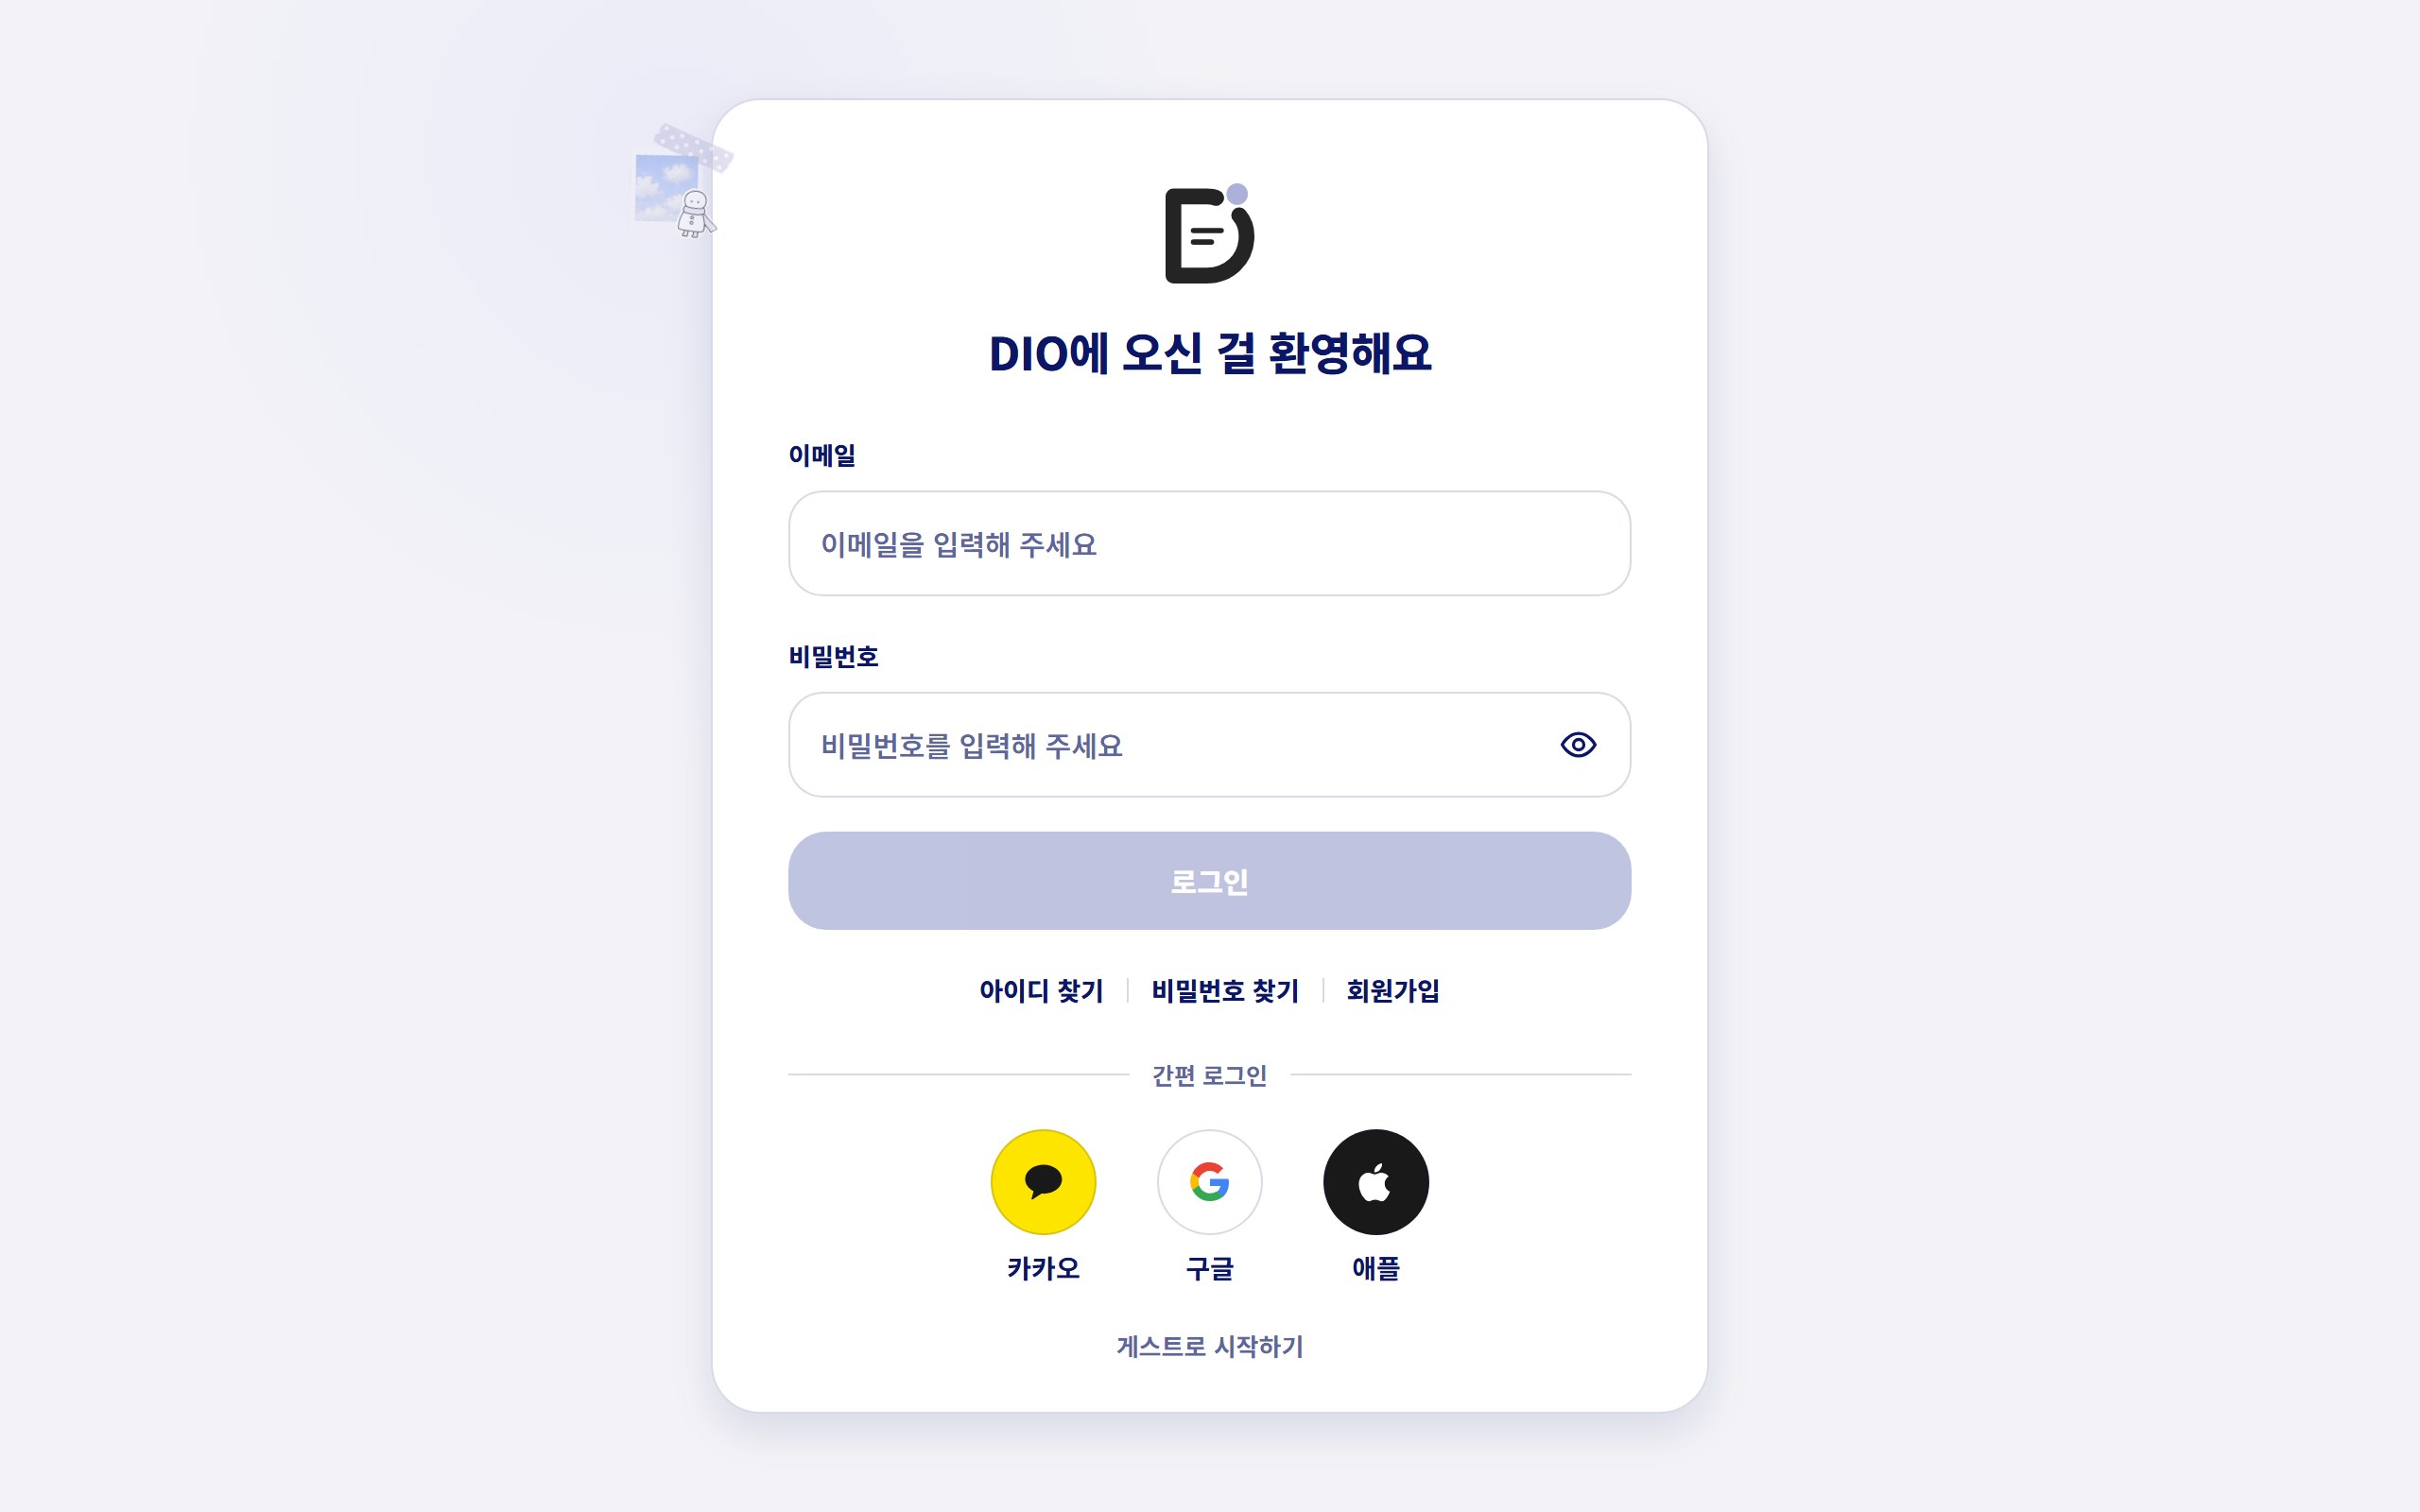 DIO에 오신 걸 환영해요
이메일
이메일을 입력해 주세요
비밀번호
비밀번호를 입력해 주세요
로그인
아이디 찾기 | 비밀번호 찾기 | 회원가입
간편 로그인
카카오 구글 애플
게스트로 시작하기